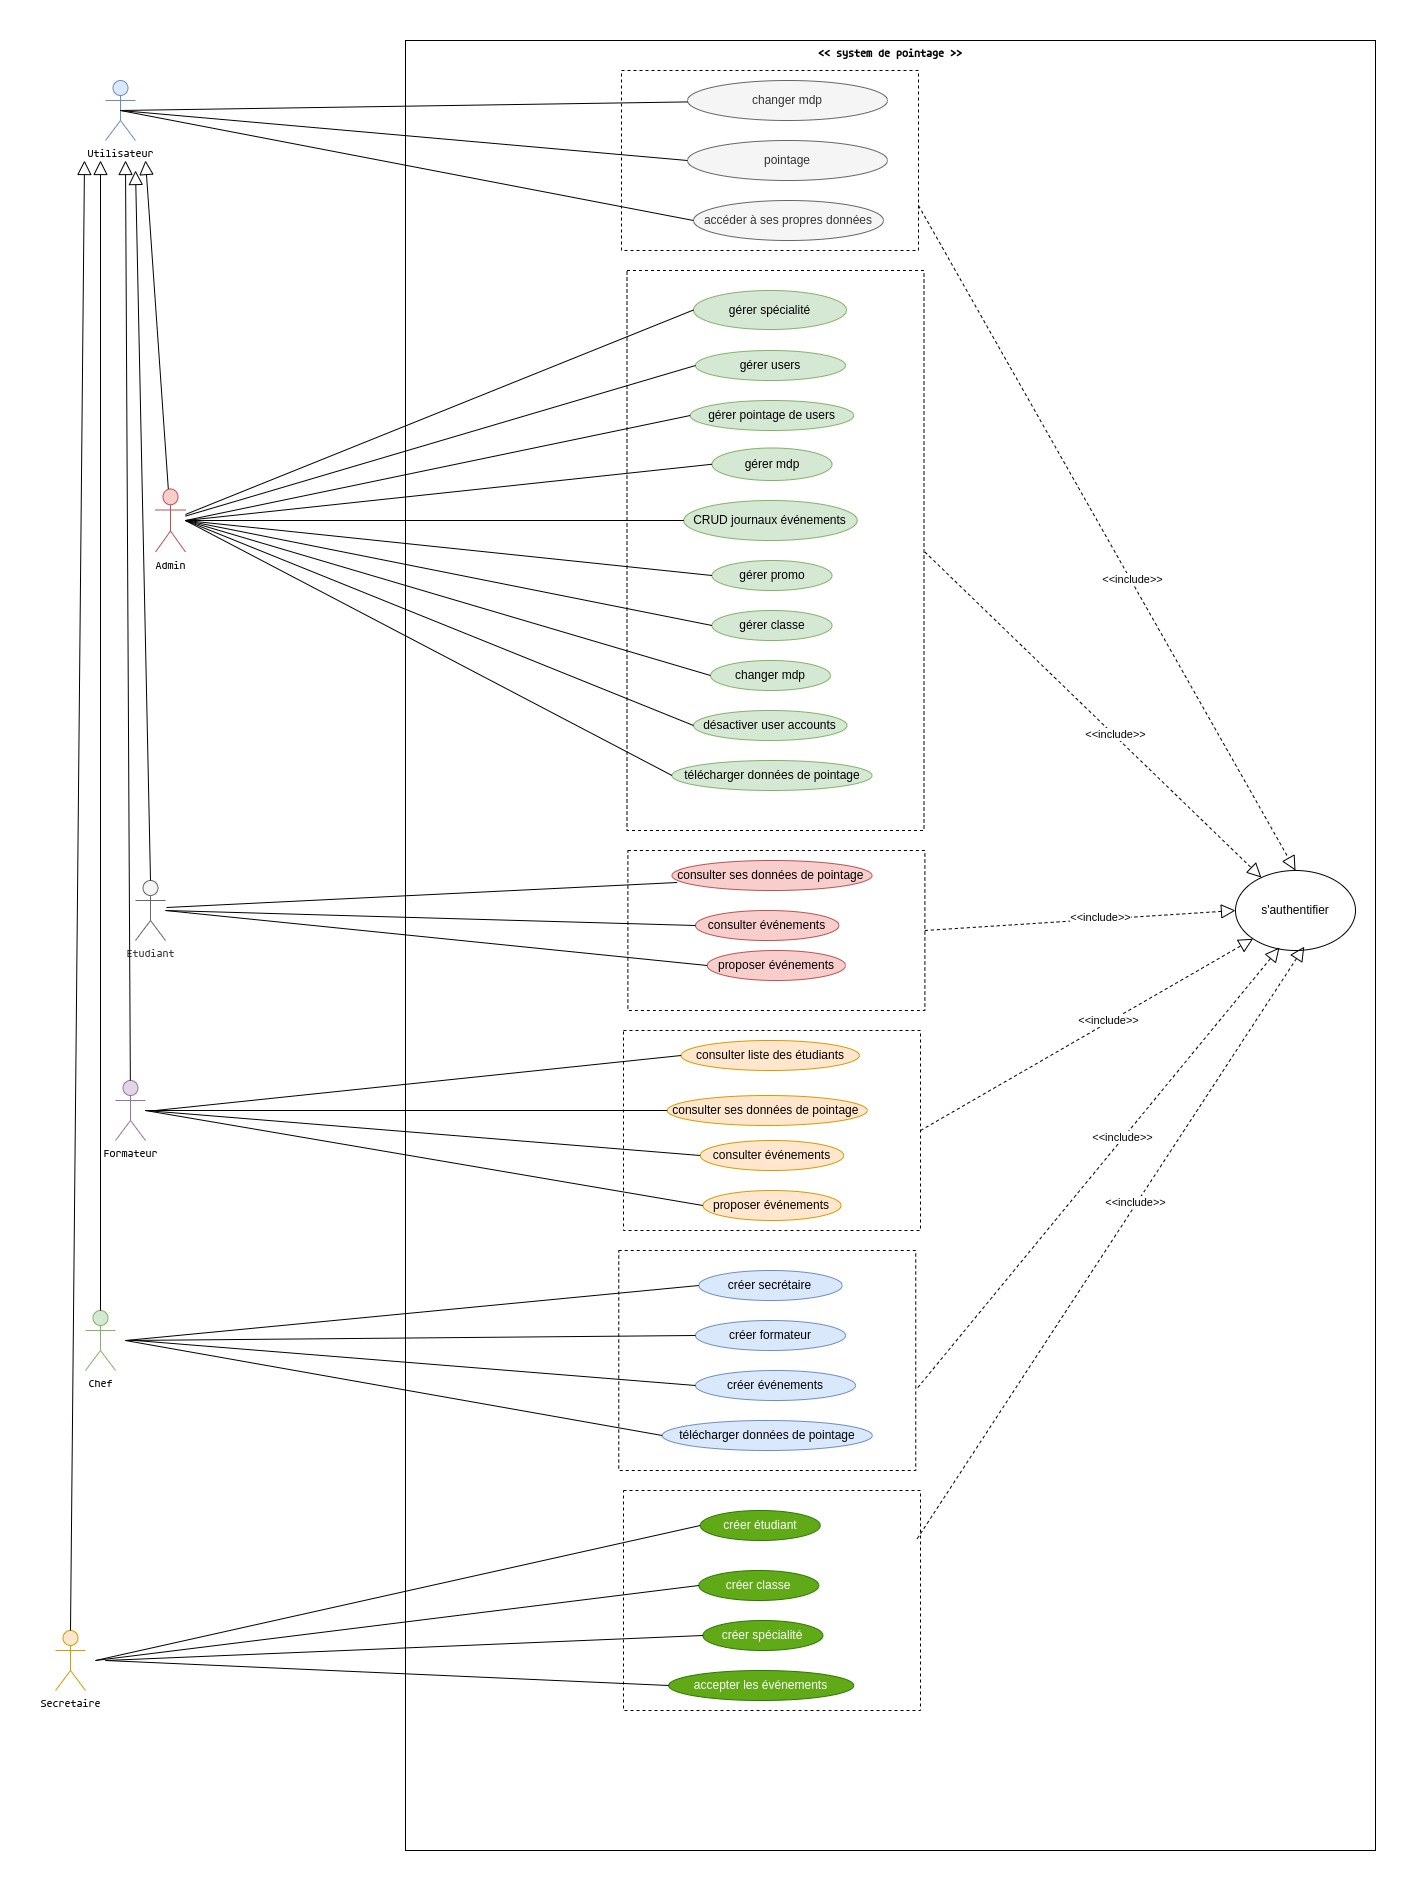 << system de pointage >>
changer mdp
Utilisateur
pointage
accéder à ses propres données
gérer spécialité
gérer users
gérer pointage de users
gérer mdp
CRUD journaux événements
Admin
gérer promo
<<include>>
gérer classe
changer mdp
désactiver user accounts
<<include>>
télécharger données de pointage
consulter ses données de pointage
s'authentifier
consulter événements
<<include>>
Etudiant
proposer événements
<<include>>
consulter liste des étudiants
consulter ses données de pointage
<<include>>
Formateur
consulter événements
<<include>>
proposer événements
créer secrétaire
créer formateur
Chef
créer événements
télécharger données de pointage
créer étudiant
créer classe
créer spécialité
accepter les événements
Secretaire